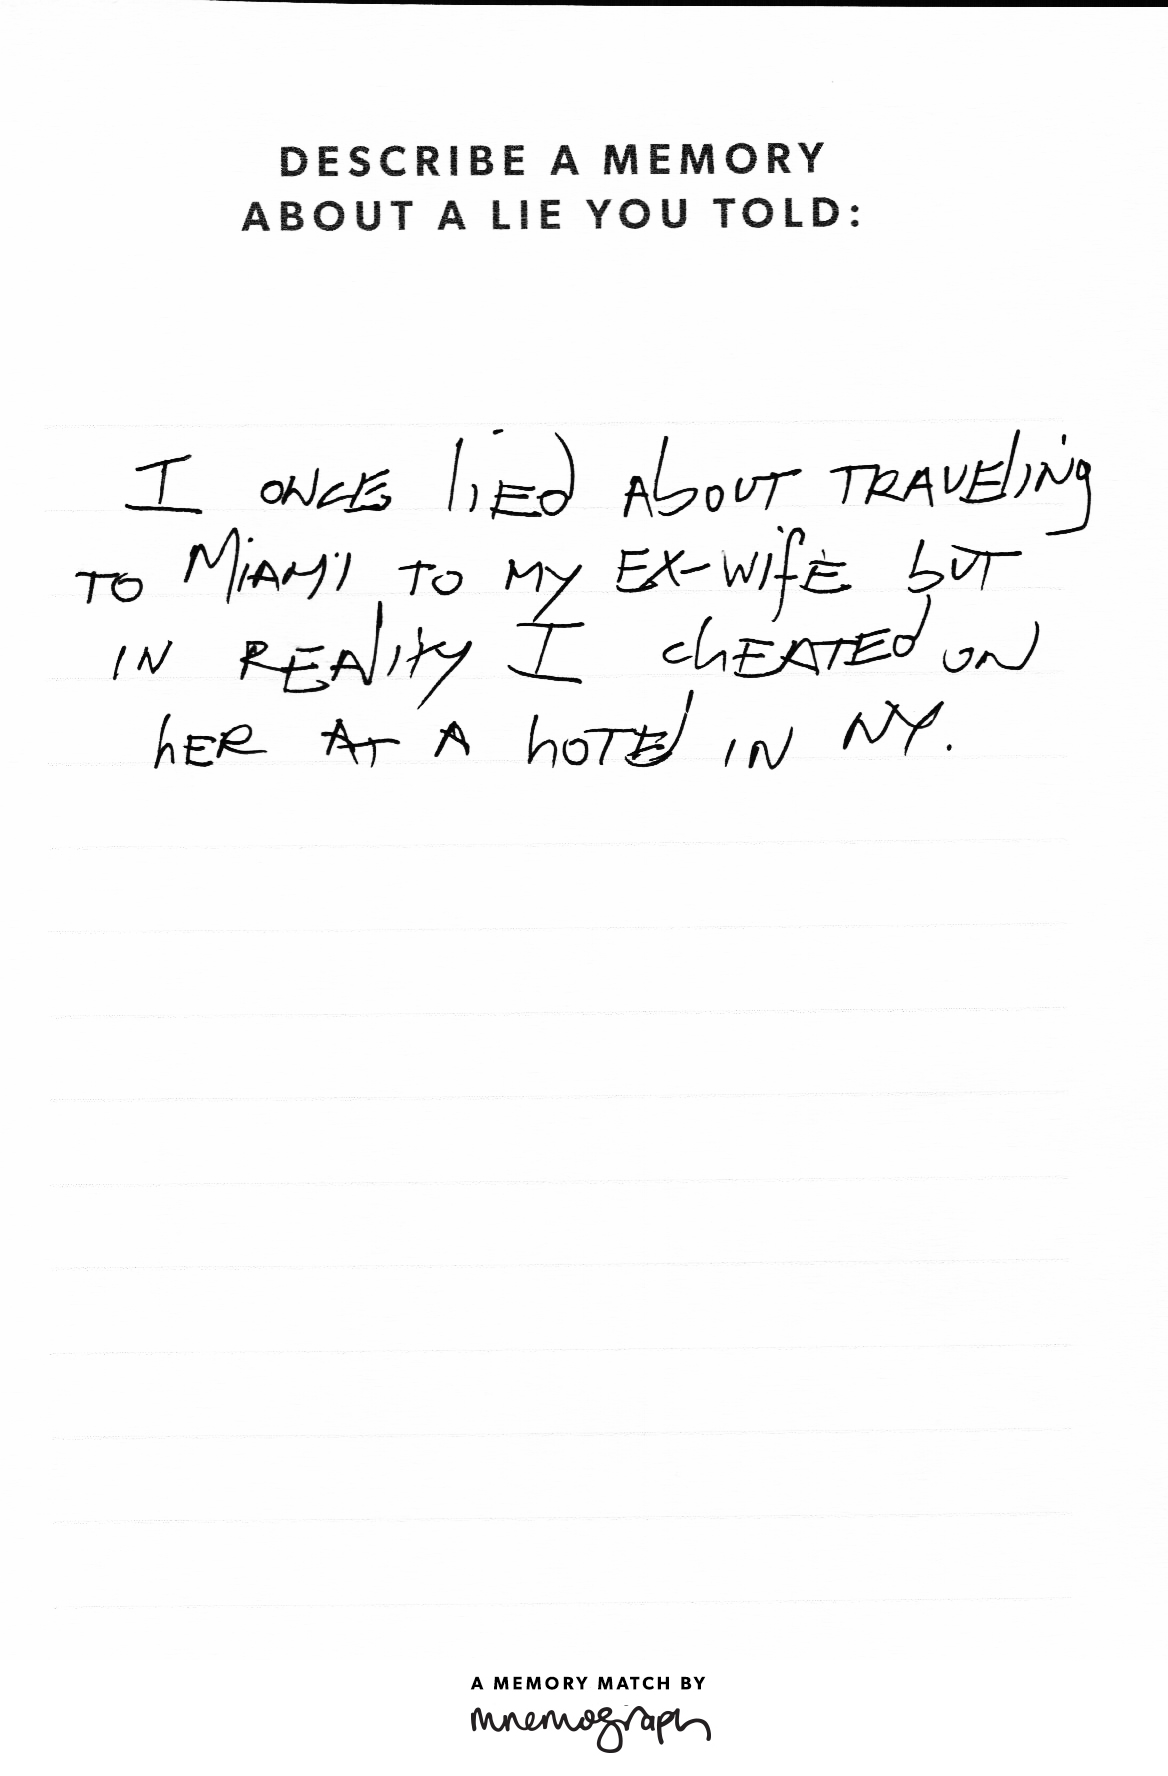 DESCRIBE A MEMORY
ABOUT A LIE YOU TOLD:
I ONCE liEd AboUT TRAVEliNg
TO MiAMi TO MY EX-WifE bUT
IN REAlity I chEATEd ON
hER AT A hOTEl IN NY.
A MEMORY MATCH BY
mnemograph